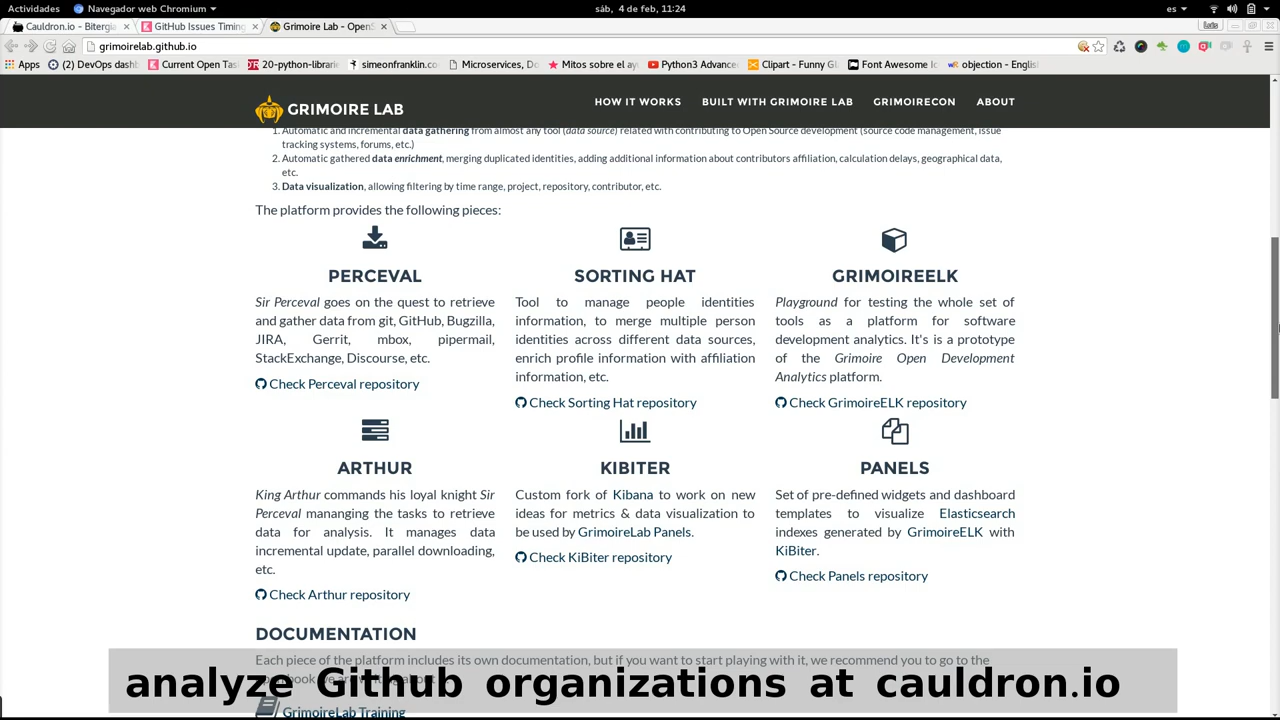 Actividades
Navegador web Chromium
sáb, 4 de feb, 11:24
es
Cauldron.io - Bitergia
GitHub Issues Timing
Grimoire Lab - OpenS
Luis
grimoirelab.github.io
Apps
(2) DevOps dash
Current Open Tas
20-python-librarie
simeonfranklin.co
Microservices, Do
Mitos sobre el ay
Python3 Advance
Clipart - Funny Gl
Font Awesome Ic
objection - Engli
GRIMOIRE LAB
HOW IT WORKS
BUILT WITH GRIMOIRE LAB
GRIMOIRECON
ABOUT
1. Automatic and incremental data gathering from almost any tool (data source) related with contributing to Open Source development (source code management, issue
tracking systems, forums, etc.)
2. Automatic gathered data enrichment, merging duplicated identities, adding additional information about contributors affiliation, calculation delays, geographical data,
etc.
3. Data visualization, allowing filtering by time range, project, repository, contributor, etc.
The platform provides the following pieces:
PERCEVAL
Sir Perceval goes on the quest to retrieve
and gather data from git, GitHub, Bugzilla,
JIRA, Gerrit, mbox, pipermail,
StackExchange, Discourse, etc.
Check Perceval repository
SORTING HAT
Tool to manage people identities
information, to merge multiple person
identities across different data sources,
enrich profile information with affiliation
information, etc.
Check Sorting Hat repository
GRIMOIREELK
Playground for testing the whole set of
tools as a platform for software
development analytics. It's is a prototype
of the Grimoire Open Development
Analytics platform.
Check GrimoireELK repository
ARTHUR
King Arthur commands his loyal knight Sir
Perceval mananging the tasks to retrieve
data for analysis. It manages data
incremental update, parallel downloading,
etc.
Check Arthur repository
KIBITER
Custom fork of Kibana to work on new
ideas for metrics & data visualization to
be used by GrimoireLab Panels.
Check KiBiter repository
PANELS
Set of pre-defined widgets and dashboard
templates to visualize Elasticsearch
indexes generated by GrimoireELK with
KiBiter.
Check Panels repository
DOCUMENTATION
Each piece of the platform includes its own documentation, but if you want to start playing with it, we recommend you to go to the
analyze Github organizations at cauldron.io
GrimoireLab Training